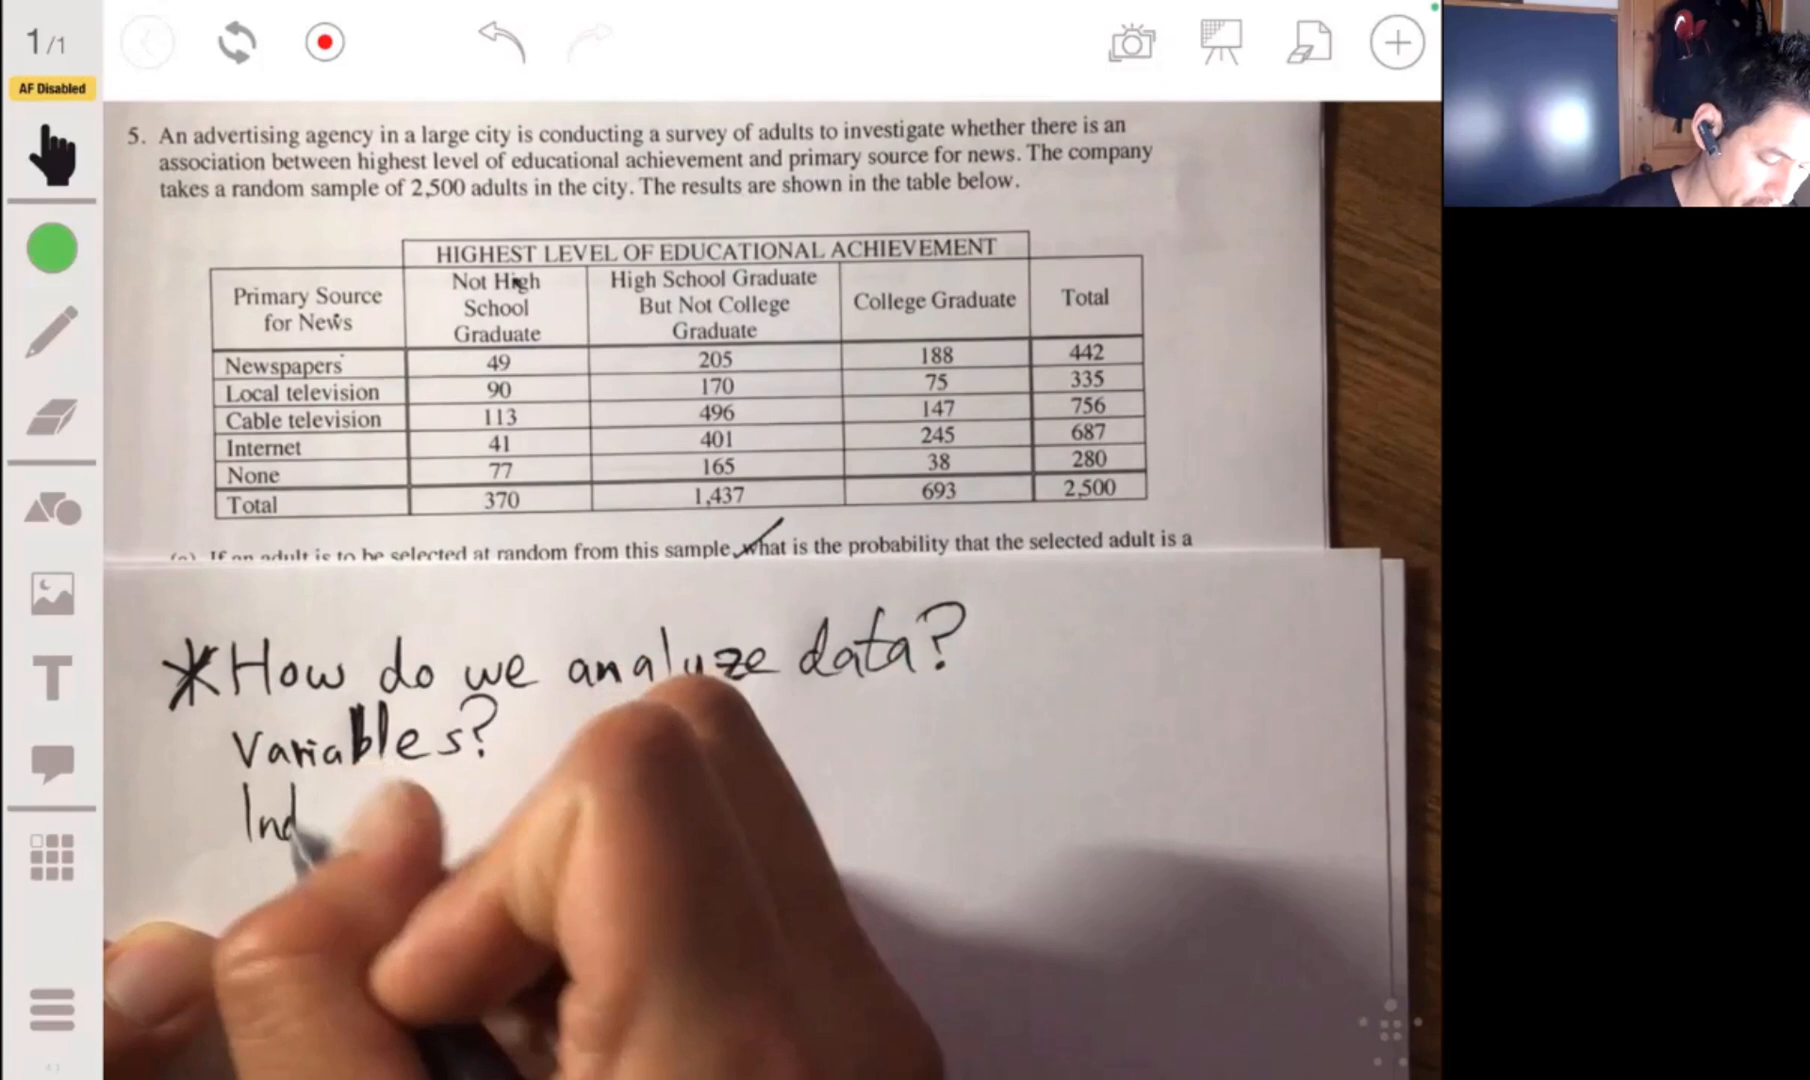 1/1
AF Disabled
5. An advertising agency in a large city is conducting a survey of adults to investigate whether there is an
association between highest level of educational achievement and primary source for news. The company
takes a random sample of 2,500 adults in the city. The results are shown in the table below.
HIGHEST LEVEL OF EDUCATIONAL ACHIEVEMENT
Primary Source
for News
Not High
School
Graduate
High School Graduate
But Not College
Graduate
College Graduate
Total
Newspapers 49 205 188 442
Local television 90 170 75 335
Cable television 113 496 147 756
Internet 41 401 245 687
None 77 165 38 280
Total 370 1,437 693 2,500
(a) If an adult is to be selected at random from this sample, what is the probability that the selected adult is a
*How do we analyze data?
Variables?
Ind
T